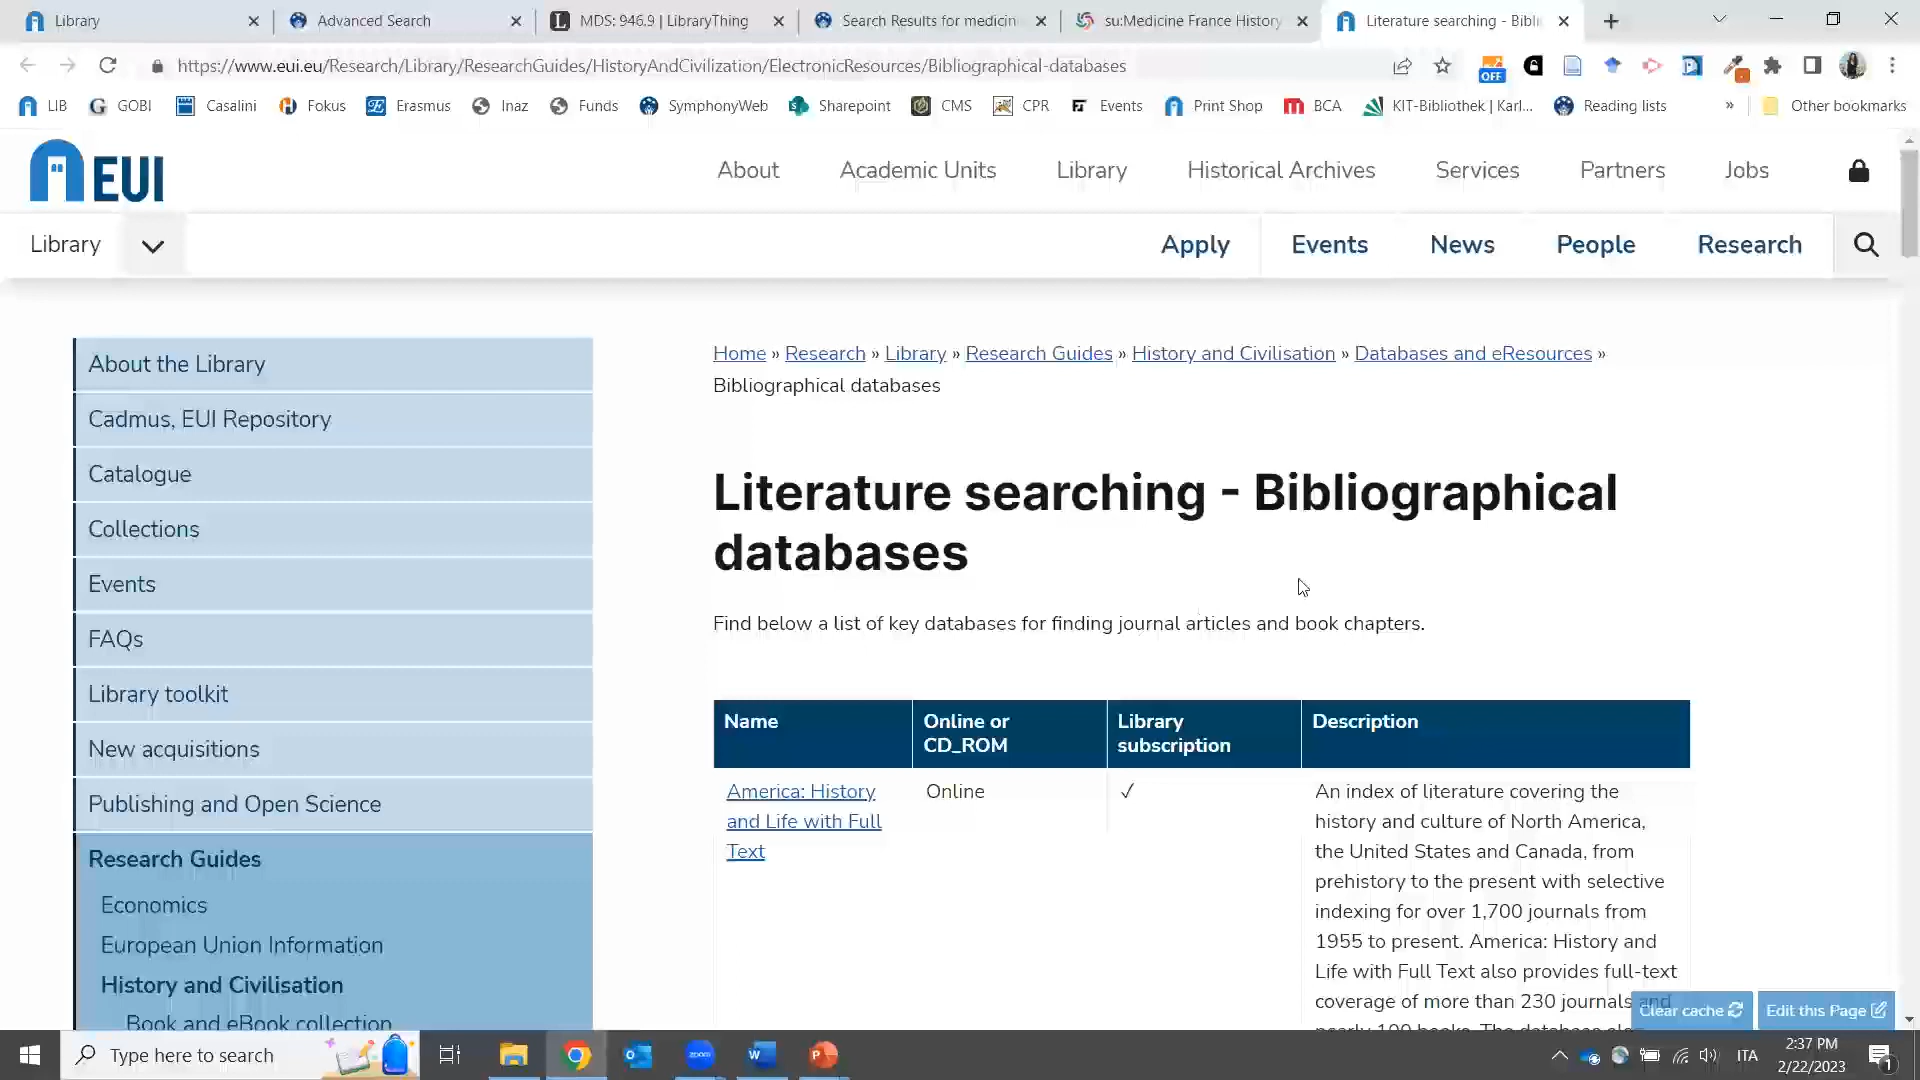 Library
Advanced Search
MDS: 946.9 | LibraryThing
Search Results for medicin
su:Medicine France History
Literature searching - Bibli
https://www.eui.eu/Research/Library/ResearchGuides/HistoryAndCivilization/ElectronicResources/Bibliographical-databases
OFF
LIB
GOBI
Casalini
Fokus
Erasmus
Inaz
Funds
SymphonyWeb
Sharepoint
CMS
CPR
Events
Print Shop
BCA
KIT-Bibliothek | Karl...
Reading lists
»
Other bookmarks
EUI
About
Academic Units
Library
Historical Archives
Services
Partners
Jobs
Library
Apply
Events
News
People
Research
About the Library
Cadmus, EUI Repository
Catalogue
Collections
Events
FAQs
Library toolkit
New acquisitions
Publishing and Open Science
Research Guides
Economics
European Union Information
History and Civilisation
Book and eBook collection
Home » Research » Library » Research Guides » History and Civilisation » Databases and eResources »
Bibliographical databases
Literature searching - Bibliographical
databases
Find below a list of key databases for finding journal articles and book chapters.
Name
Online or
CD_ROM
Library
subscription
Description
America: History
and Life with Full
Text
Online
✓
An index of literature covering the
history and culture of North America,
the United States and Canada, from
prehistory to the present with selective
indexing for over 1,700 journals from
1955 to present. America: History and
Life with Full Text also provides full-text
coverage of more than 230 journals and
nearly 100 books. The database also
Clear cache
Edit this Page
Type here to search
zoom
ITA
2:37 PM
2/22/2023
1